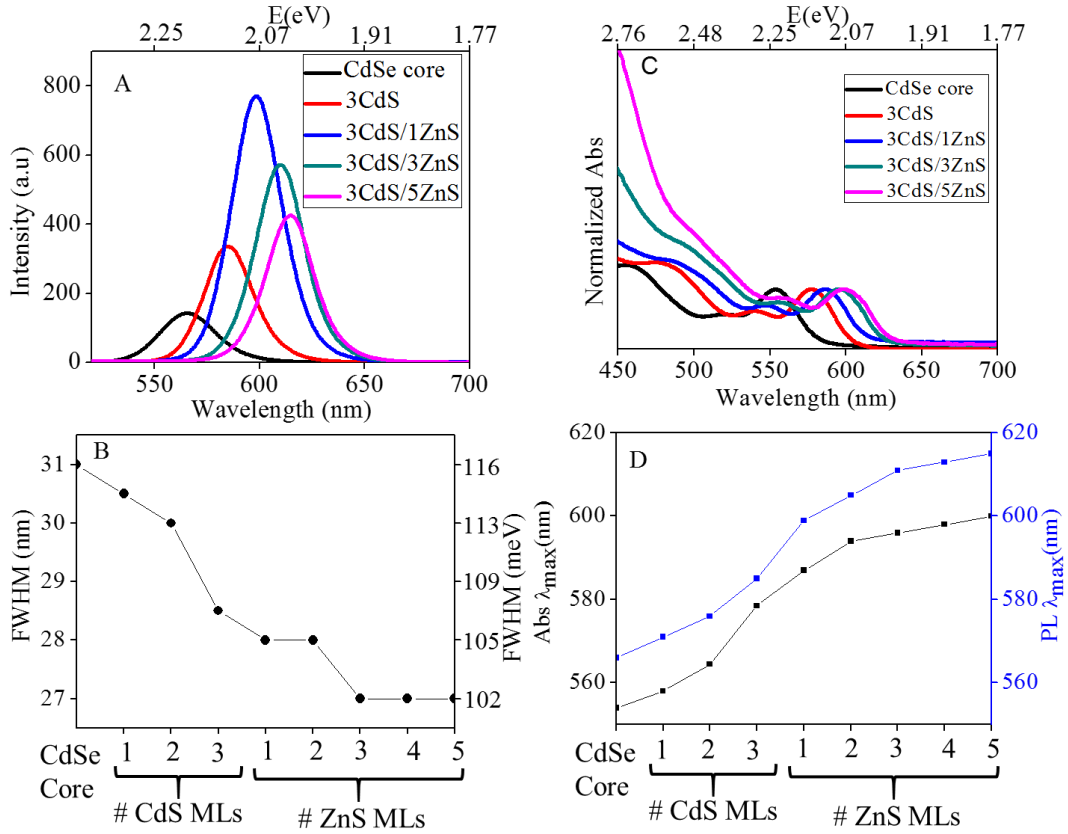 E(eV)
2.25 2.07 1.91 1.77
A
CdSe core
3CdS
3CdS/1ZnS
3CdS/3ZnS
3CdS/5ZnS
800
600
400
200
0
Intensity (a.u)
550 600 650 700
Wavelength (nm)
E(eV)
2.76 2.48 2.25 2.07 1.91 1.77
C
CdSe core
3CdS
3CdS/1ZnS
3CdS/3ZnS
3CdS/5ZnS
Normalized Abs
450 500 550 600 650 700
Wavelength (nm)
B
31
30
29
28
27
FWHM (nm)
116
113
109
105
102
FWHM (meV)
CdSe
Core
1 2 3 1 2 3 4 5
# CdS MLs # ZnS MLs
D
620
600
580
560
Abs λmax(nm)
620
600
580
560
PL λmax(nm)
CdSe
Core
1 2 3 1 2 3 4 5
# CdS MLs # ZnS MLs